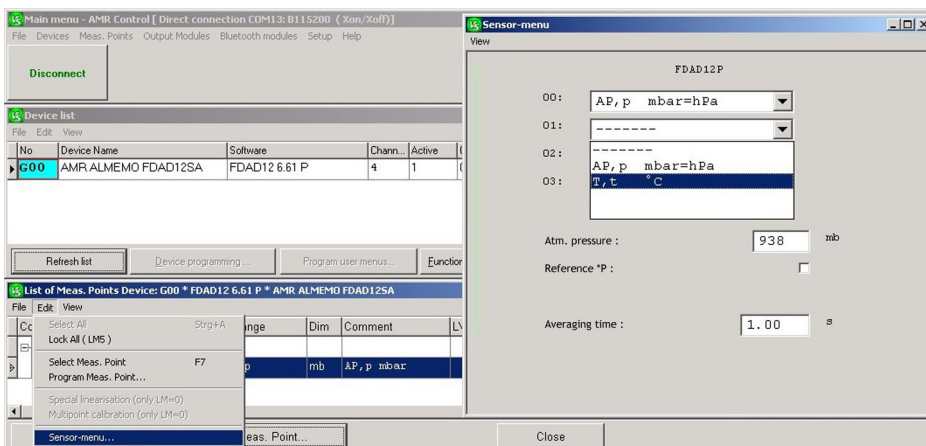 Main menu - AMR Control [ Direct connection COM13: B115200 ( Xon/Xoff)]
File Devices Meas. Points Output Modules Bluetooth modules Setup Help
Disconnect
Device list
File Edit View
No Device Name Software Chann... Active
G00 AMR ALMEMO FDAD12SA FDAD12 6.61 P 4 1
Refresh list Device programming ... Program user menus... Function
List of Meas. Points Device: G00 * FDAD12 6.61 P * AMR ALMEMO FDAD12SA
File Edit View
Dim Comment
mb AP,p mbar
Select All Strg+A
Lock All ( LM5 )
Select Meas. Point F7
Program Meas. Point...
Special linearisation (only LM=0)
Multipoint calibration (only LM=0)
Sensor-menu...
eas. Point...
Sensor-menu
View
FDAD12P
00: AP,p mbar=hPa
01: -------
02: -------
AP,p mbar=hPa
03: T,t °C
Atm. pressure : 938 mb
Reference *P :
Averaging time : 1.00 s
Close